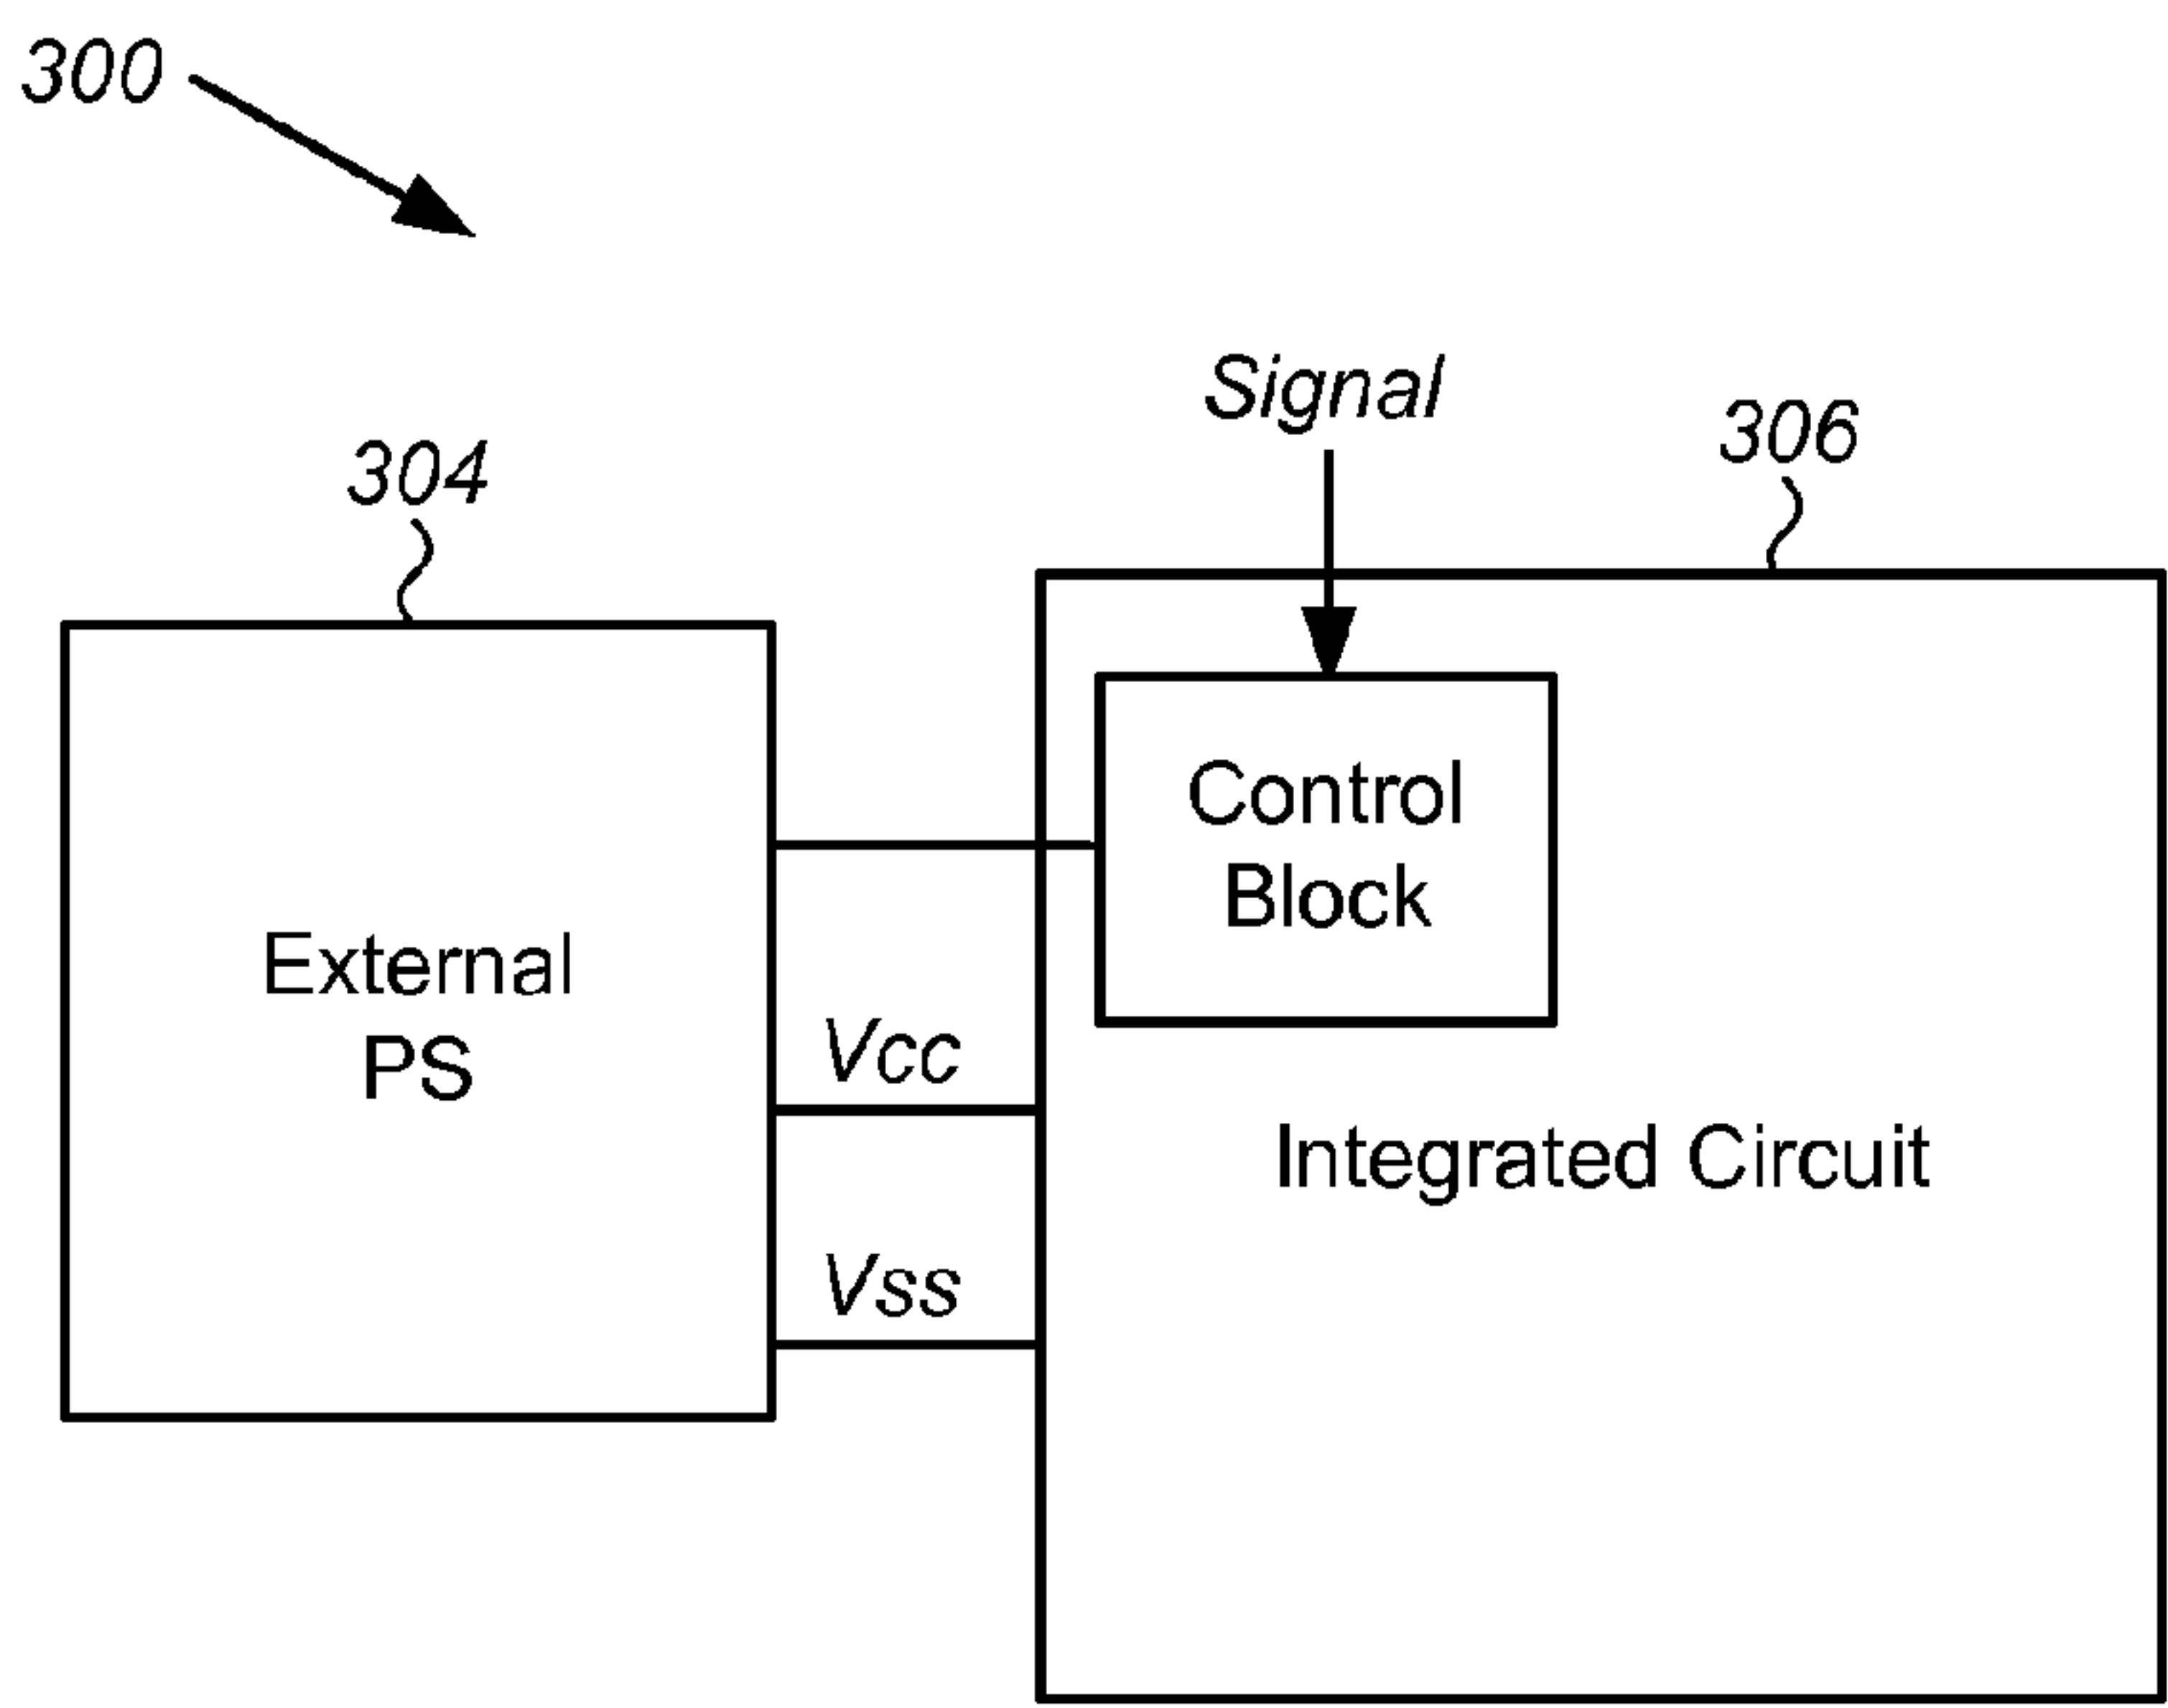 300
Signal
306
304
Control
Block
External
PS
Vcc
Integrated Circuit
Vss